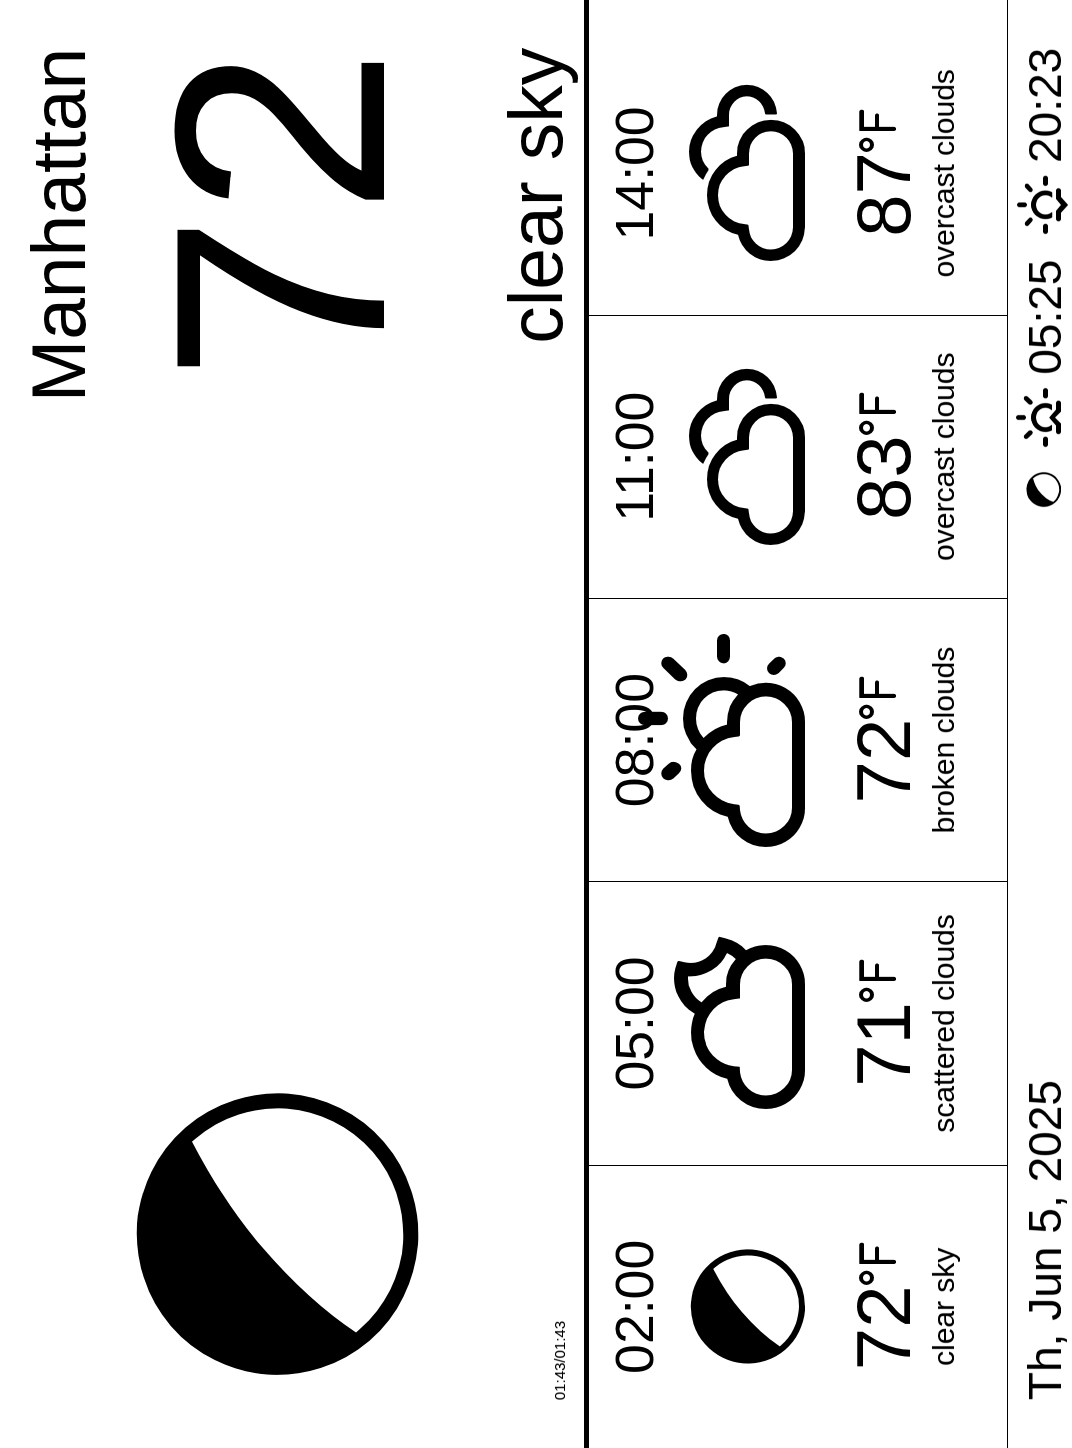 Manhattan
72
clear sky
01:43/01:43
02:00
72°F
clear sky
05:00
71°F
scattered clouds
08:00
72°F
broken clouds
11:00
83°F
overcast clouds
14:00
87°F
overcast clouds
Th, Jun 5, 2025
05:25
20:23